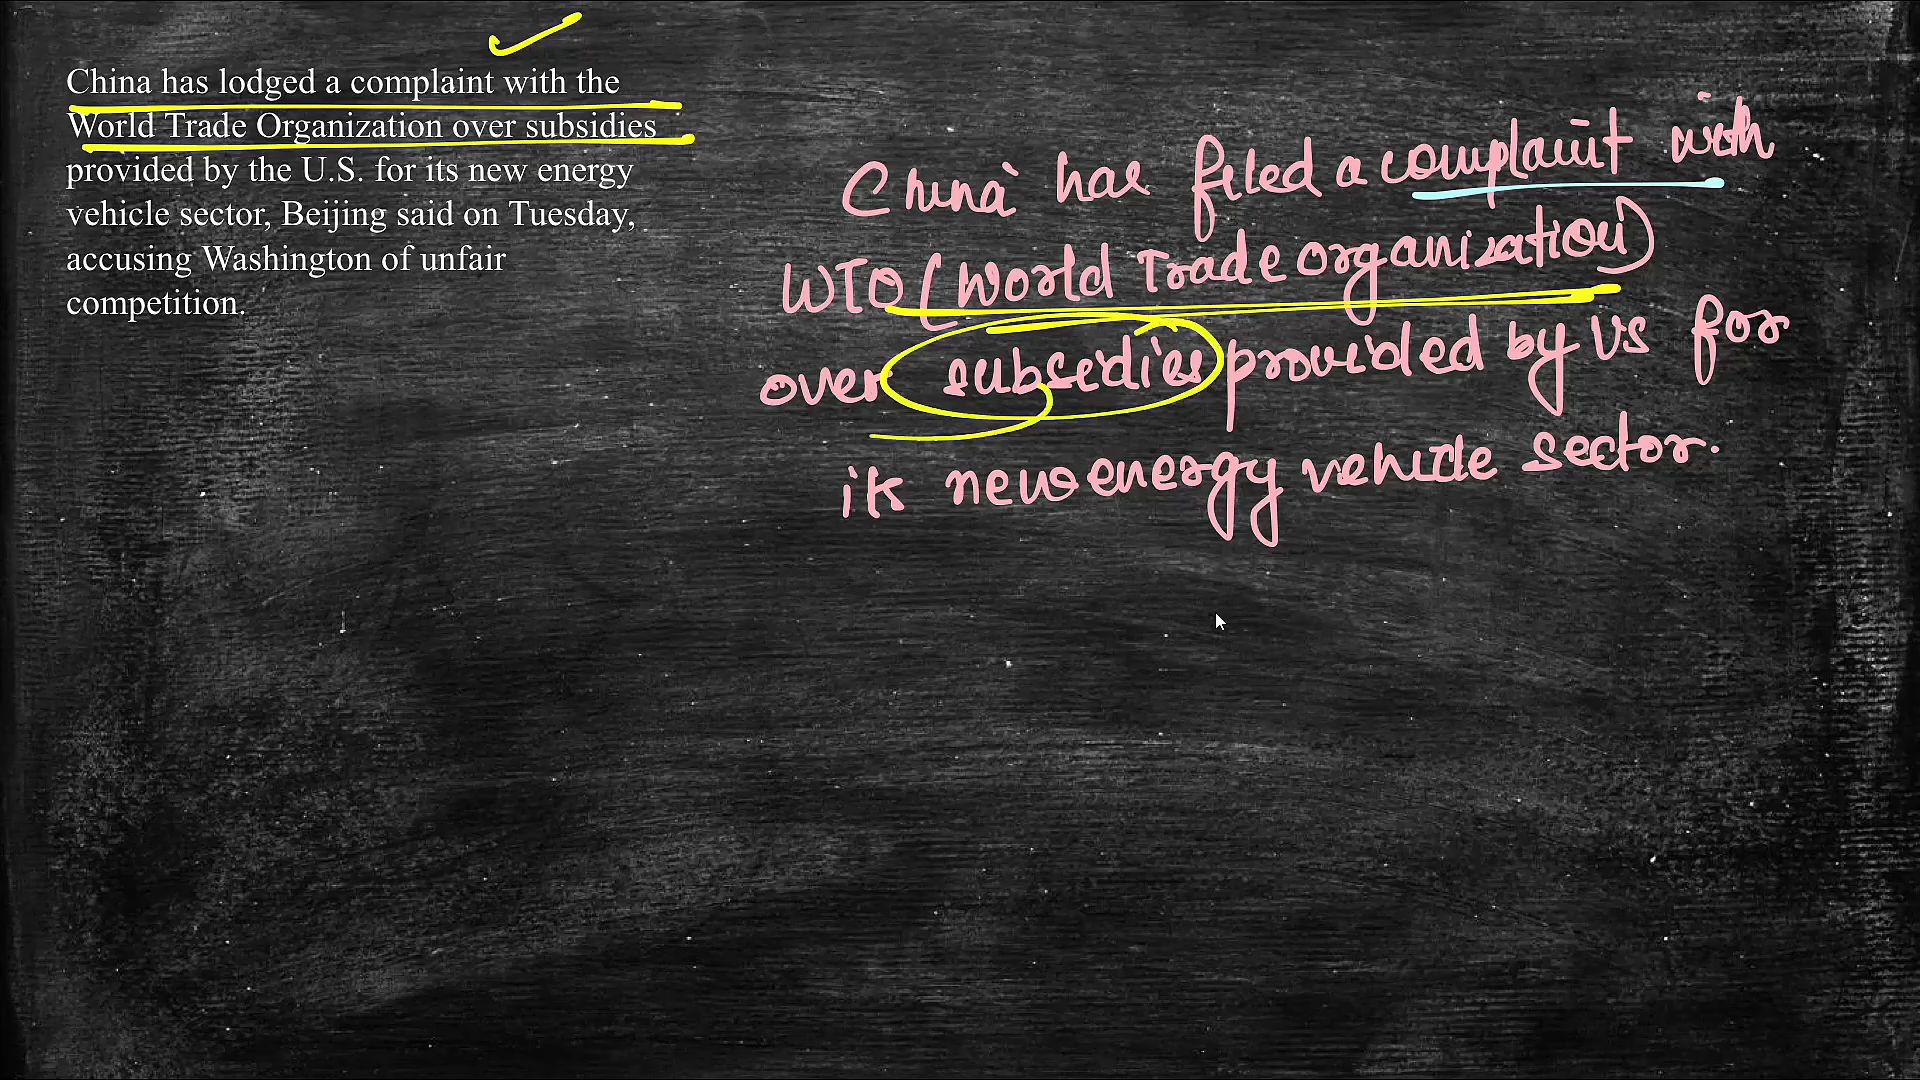 China has lodged a complaint with the
World Trade Organization over subsidies
provided by the U.S. for its new energy
vehicle sector, Beijing said on Tuesday,
accusing Washington of unfair
competition.
China has filed a complaint with
WTO (World Trade organization)
over subsidies provided by US for
its new energy vehicle sector.